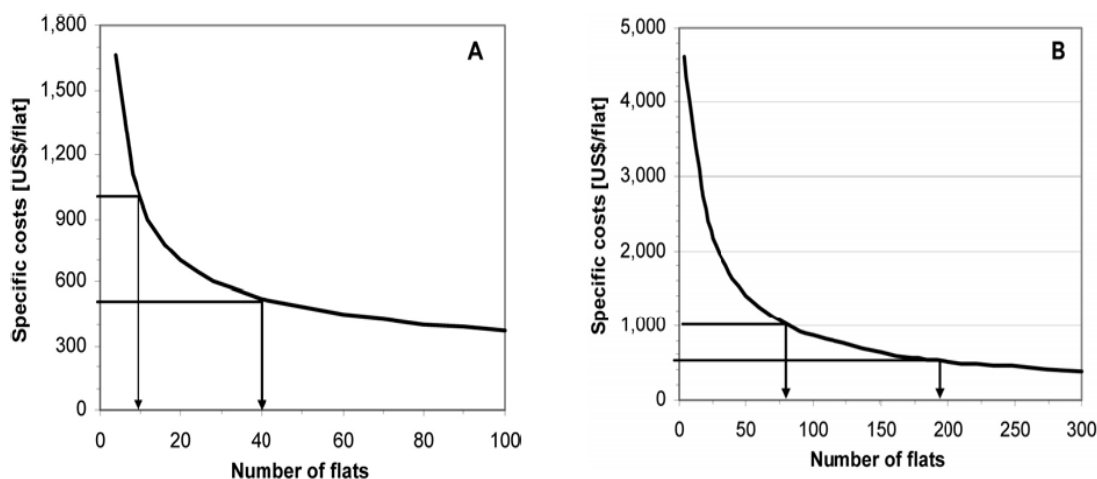 A
Specific costs [US$/flat]
1,800
1,500
1,200
900
600
300
0
0 20 40 60 80 100
Number of flats
B
Specific costs [US$/flat]
5,000
4,000
3,000
2,000
1,000
0
0 50 100 150 200 250 300
Number of flats